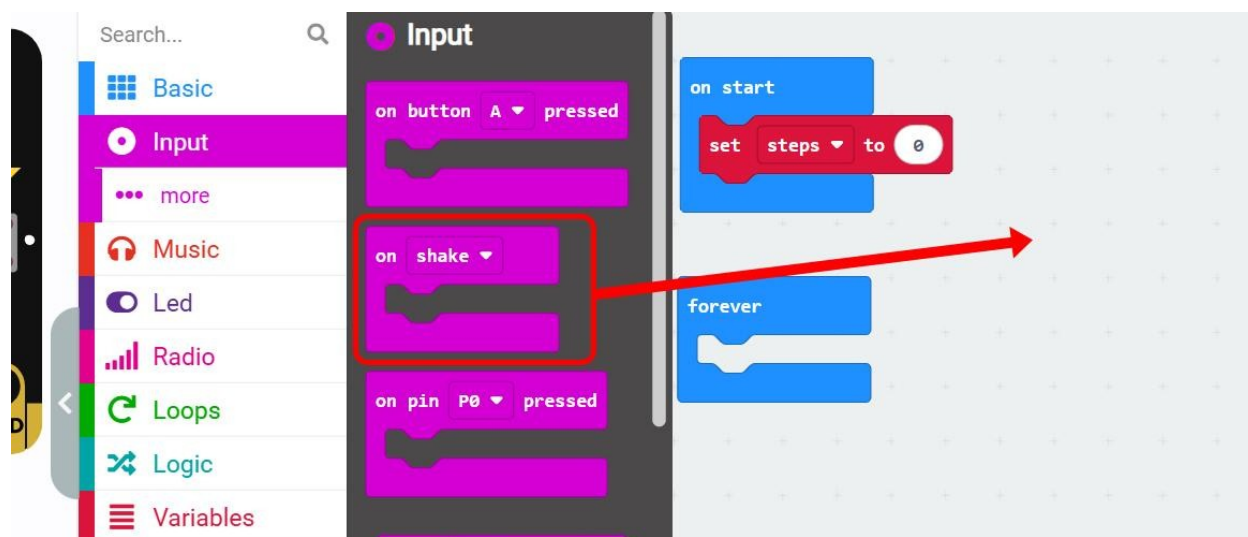 Search...
Basic
Input
more
Music
Led
Radio
Loops
Logic
Variables
Input
on button A pressed
on shake
on pin P0 pressed
on start
set steps to 0
forever
D